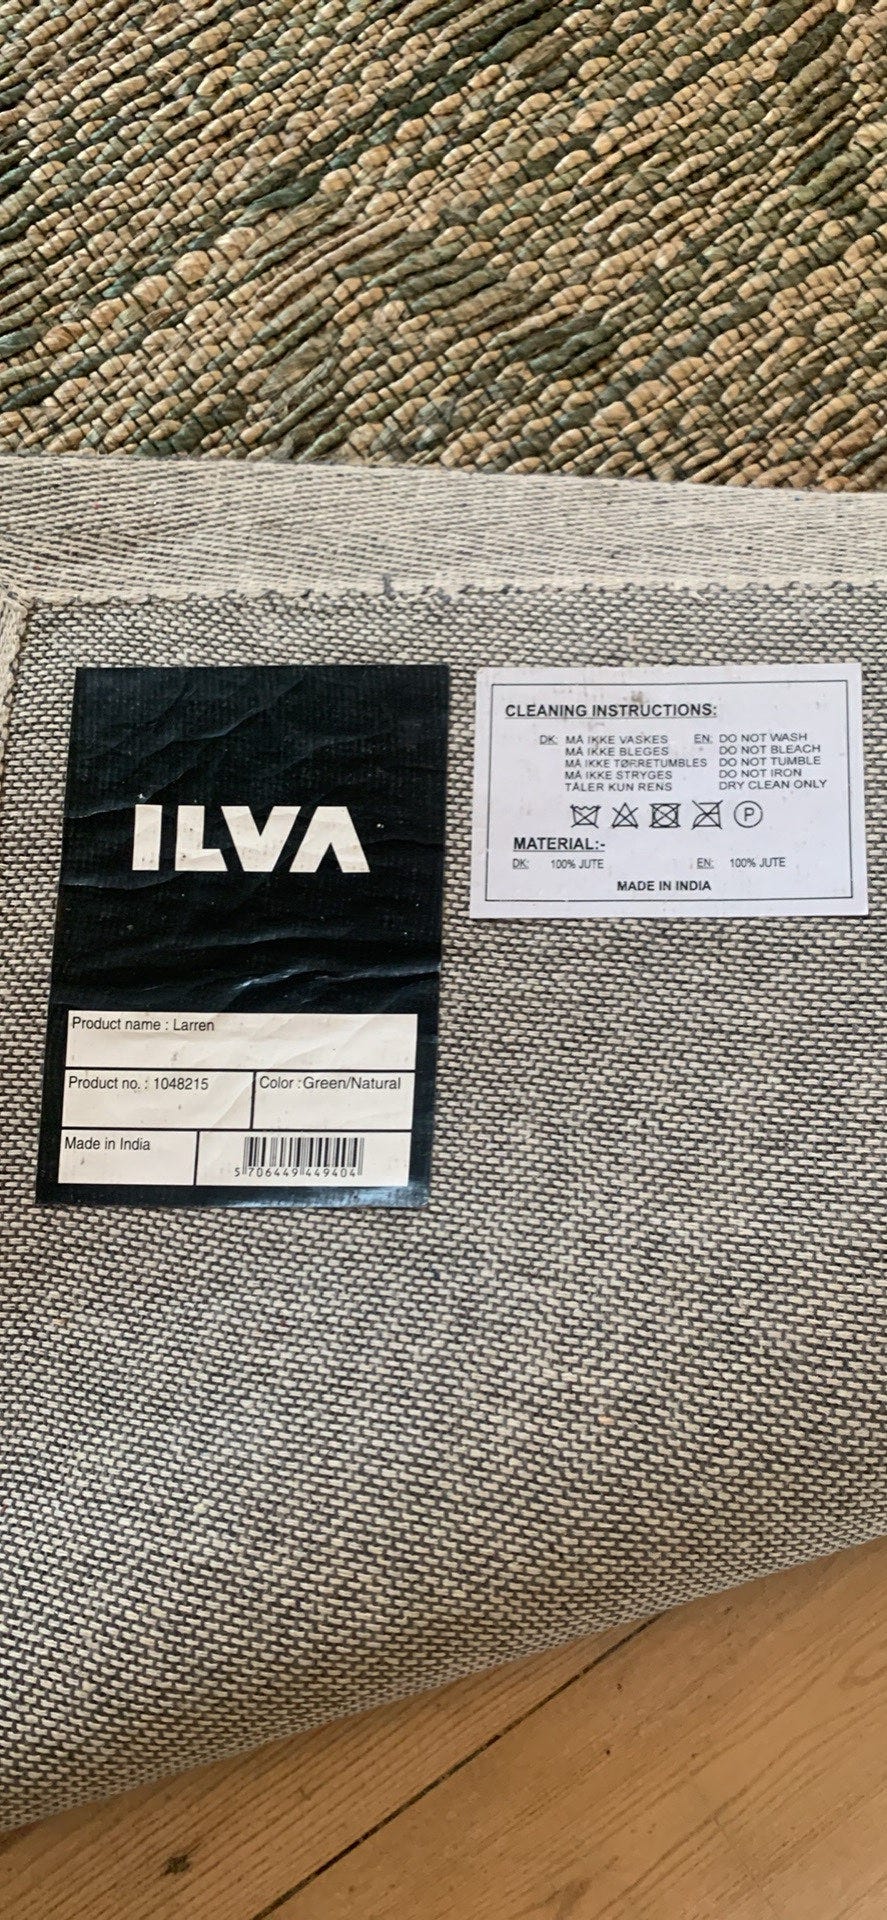 ILVA
Product name : Larren
Product no. : 1048215
Color : Green/Natural
Made in India
5 706449 449404
CLEANING INSTRUCTIONS:
DK: MÅ IKKE VASKES EN: DO NOT WASH
MÅ IKKE BLEGES DO NOT BLEACH
MÅ IKKE TØRRETUMBLES DO NOT TUMBLE
MÅ IKKE STRYGES DO NOT IRON
TÅLER KUN RENS DRY CLEAN ONLY
P
MATERIAL:-
DK: 100% JUTE EN: 100% JUTE
MADE IN INDIA